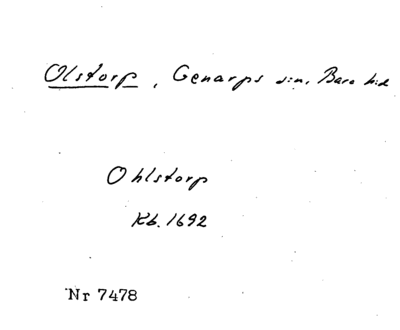 Olstorp, Genarps sn, Bara hd
Ohlstorp
Kb. 1692
Nr 7478